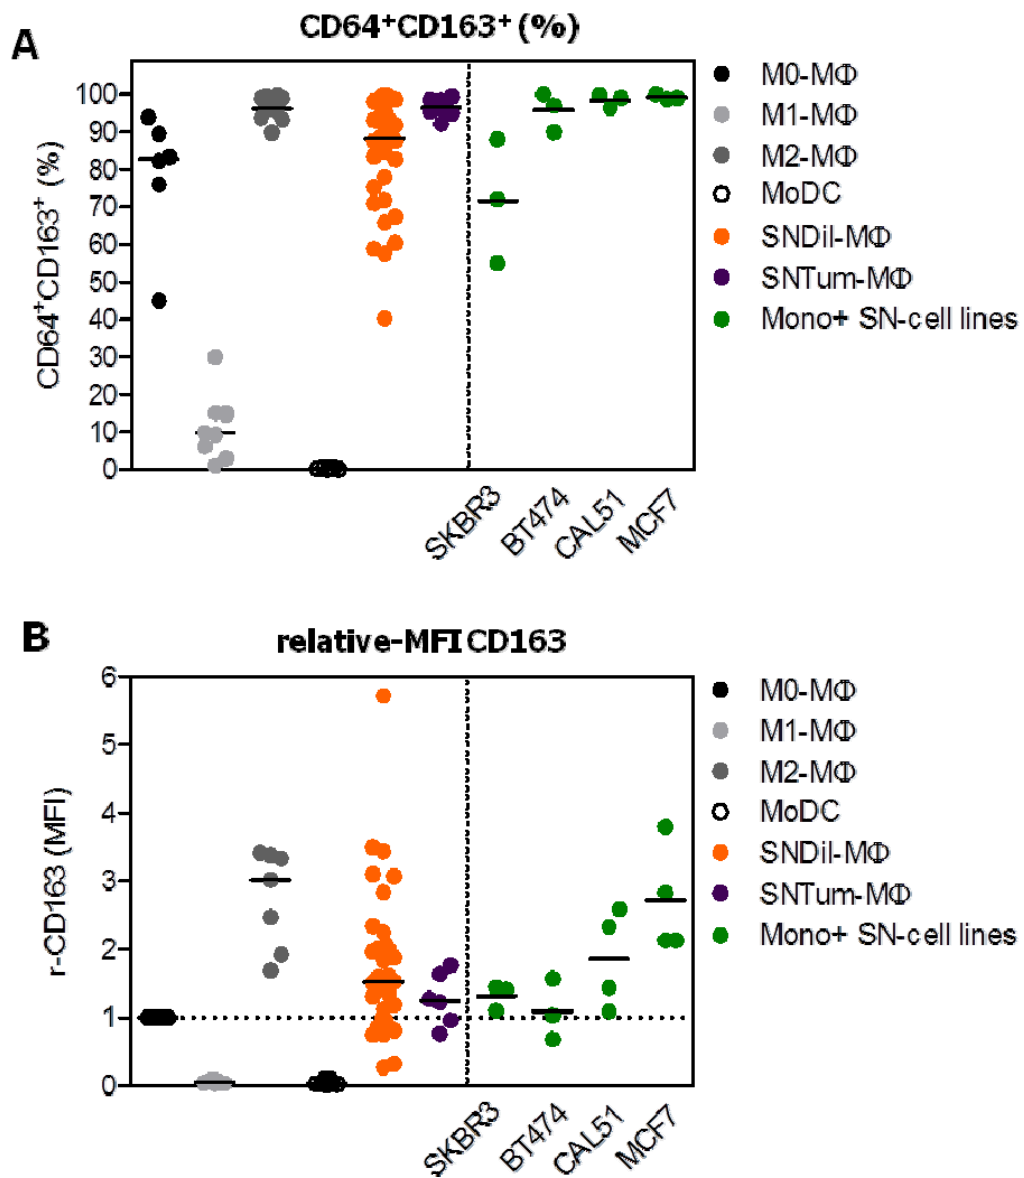 A
CD64⁺CD163⁺ (%)
CD64⁺CD163⁺ (%)
100
90
80
70
60
50
40
30
20
10
0
SKBR3
BT474
CAL51
MCF7
M0-MΦ
M1-MΦ
M2-MΦ
MoDC
SNDil-MΦ
SNTum-MΦ
Mono+ SN-cell lines
B
relative-MFI CD163
r-CD163 (MFI)
6
5
4
3
2
1
0
SKBR3
BT474
CAL51
MCF7
M0-MΦ
M1-MΦ
M2-MΦ
MoDC
SNDil-MΦ
SNTum-MΦ
Mono+ SN-cell lines